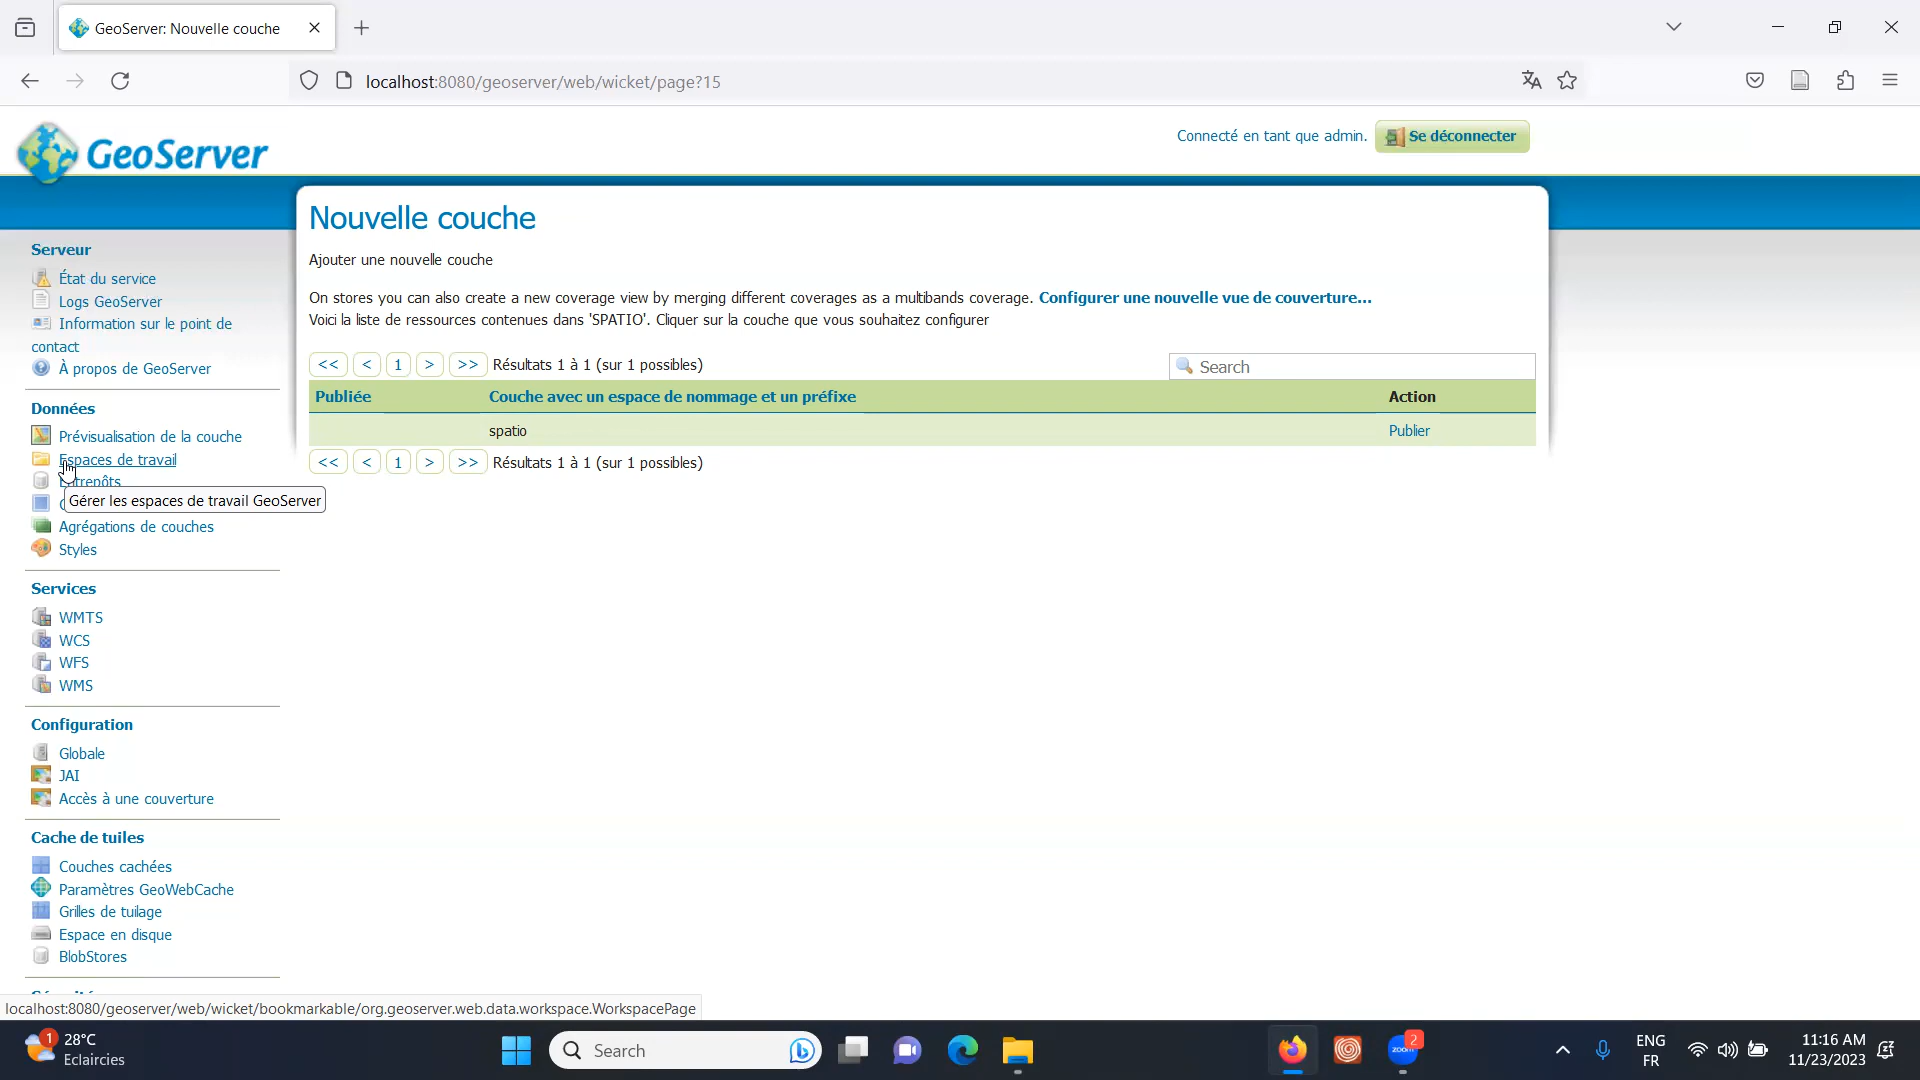 GeoServer: Nouvelle couche
localhost:8080/geoserver/web/wicket/page?15
GeoServer
Connecté en tant que admin.
Se déconnecter
Nouvelle couche
Ajouter une nouvelle couche
On stores you can also create a new coverage view by merging different coverages as a multibands coverage. Configurer une nouvelle vue de couverture...
Voici la liste de ressources contenues dans 'SPATIO'. Cliquer sur la couche que vous souhaitez configurer
<< < 1 > >> Résultats 1 à 1 (sur 1 possibles)
Search
Publiée Couche avec un espace de nommage et un préfixe Action
spatio Publier
<< < 1 > >> Résultats 1 à 1 (sur 1 possibles)
Serveur
État du service
Logs GeoServer
Information sur le point de
contact
À propos de GeoServer
Données
Prévisualisation de la couche
Espaces de travail
Entrepôts
Gérer les espaces de travail GeoServer
Agrégations de couches
Styles
Services
WMTS
WCS
WFS
WMS
Configuration
Globale
JAI
Accès à une couverture
Cache de tuiles
Couches cachées
Paramètres GeoWebCache
Grilles de tuilage
Espace en disque
BlobStores
localhost:8080/geoserver/web/wicket/bookmarkable/org.geoserver.web.data.workspace.WorkspacePage
1
28°C
Eclaircies
Search
zoom
2
ENG
FR
11:16 AM
11/23/2023